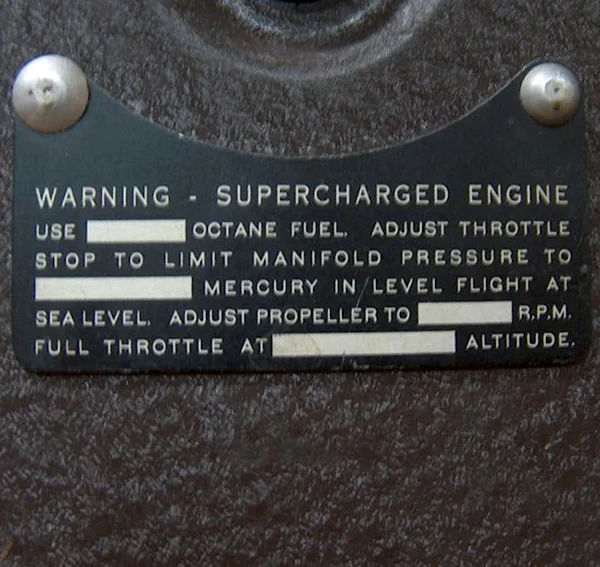 WARNING - SUPERCHARGED ENGINE
USE OCTANE FUEL. ADJUST THROTTLE
STOP TO LIMIT MANIFOLD PRESSURE TO
MERCURY IN LEVEL FLIGHT AT
SEA LEVEL. ADJUST PROPELLER TO R.P.M.
FULL THROTTLE AT ALTITUDE.